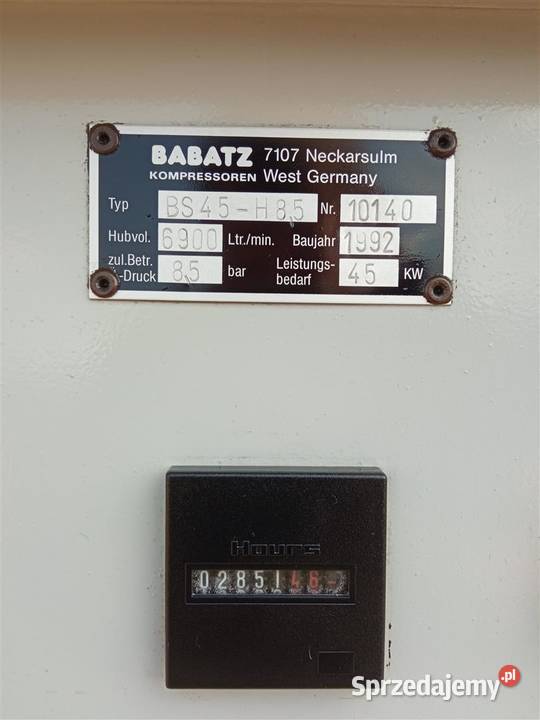 BABATZ 7107 Neckarsulm
KOMPRESSOREN West Germany
Typ BS45-H8,5 Nr. 10140
Hubvol. 6900 Ltr./min. Baujahr 1992
zul.Betr. -Druck 8,5 bar Leistungs- bedarf 45 KW
Hours
0285146
Sprzedajemy.pl